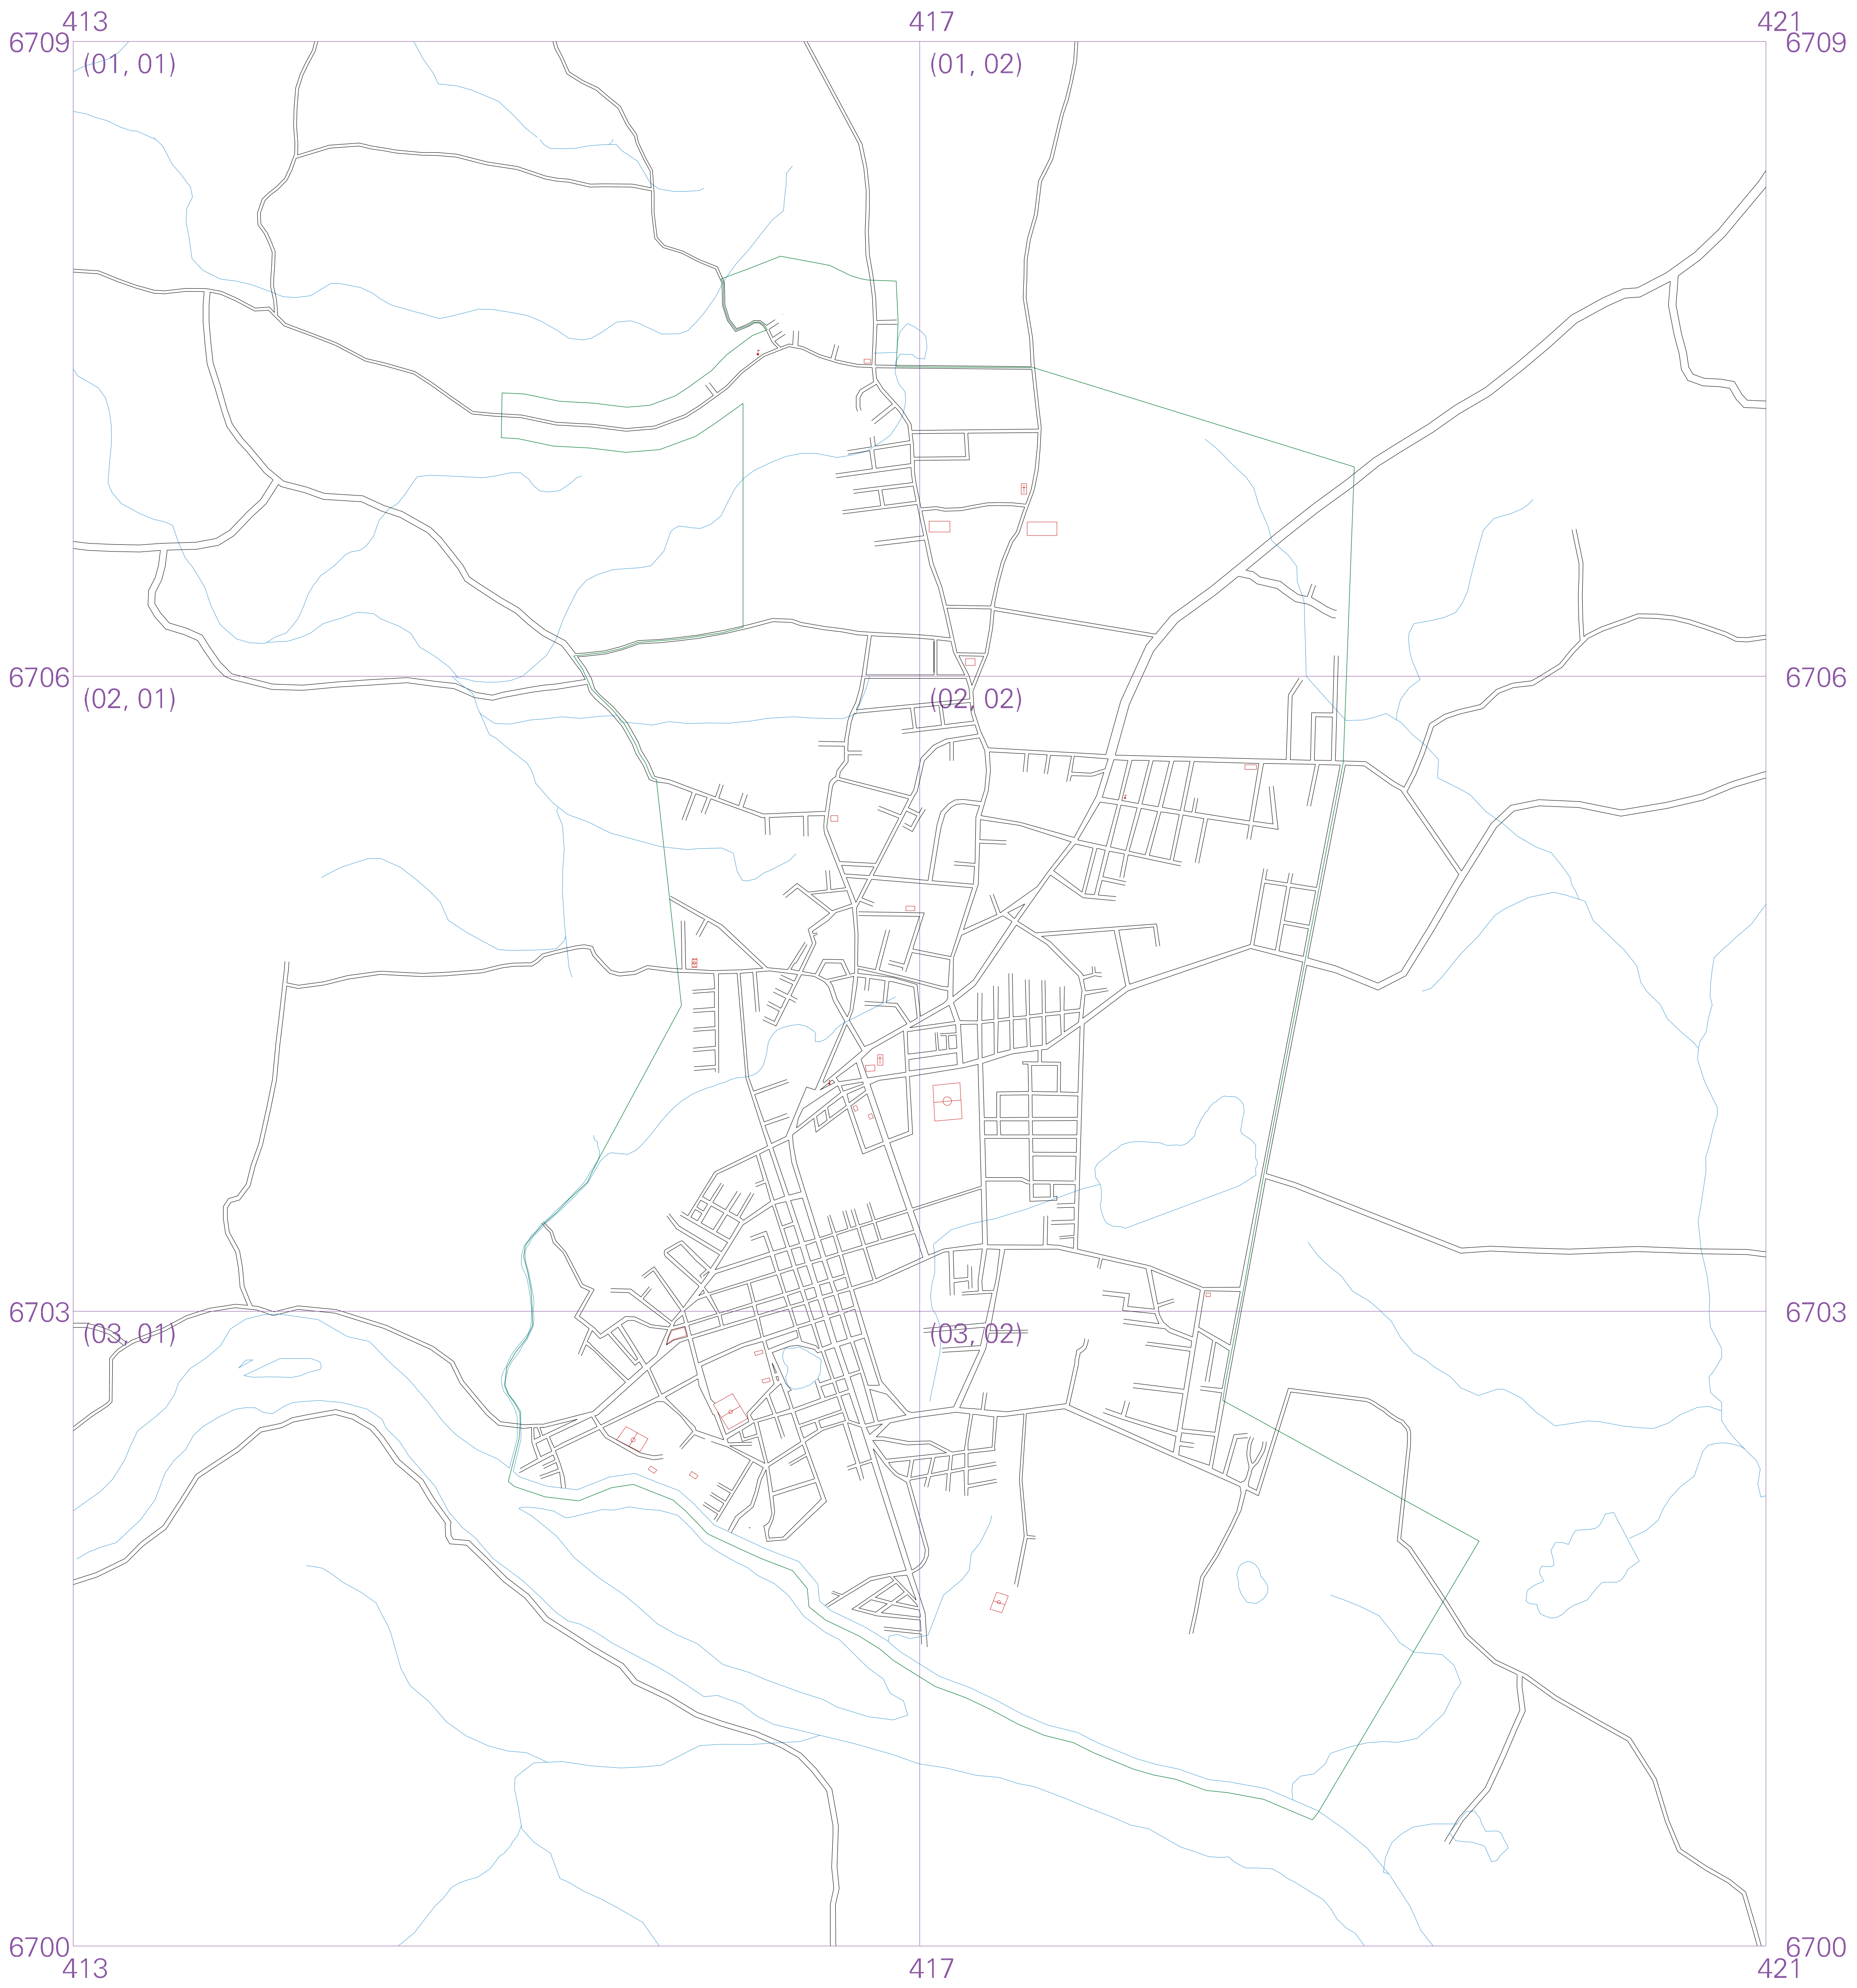 413 417 421
6709 6709
(01, 01) (01, 02)
6706 6706
(02, 01) (02, 02)
6703 6703
(03, 01) (03, 02)
6700 6700
413 417 421